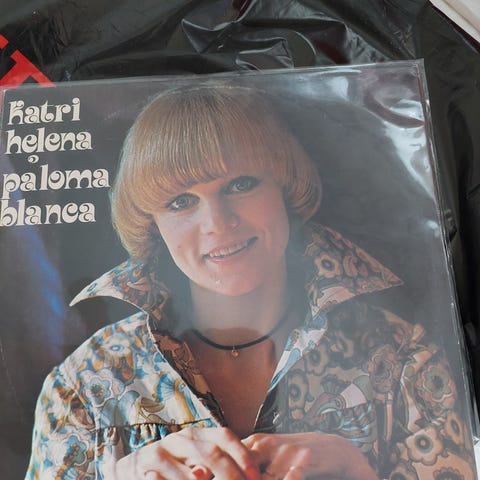 Katri
helena
paloma
blanca